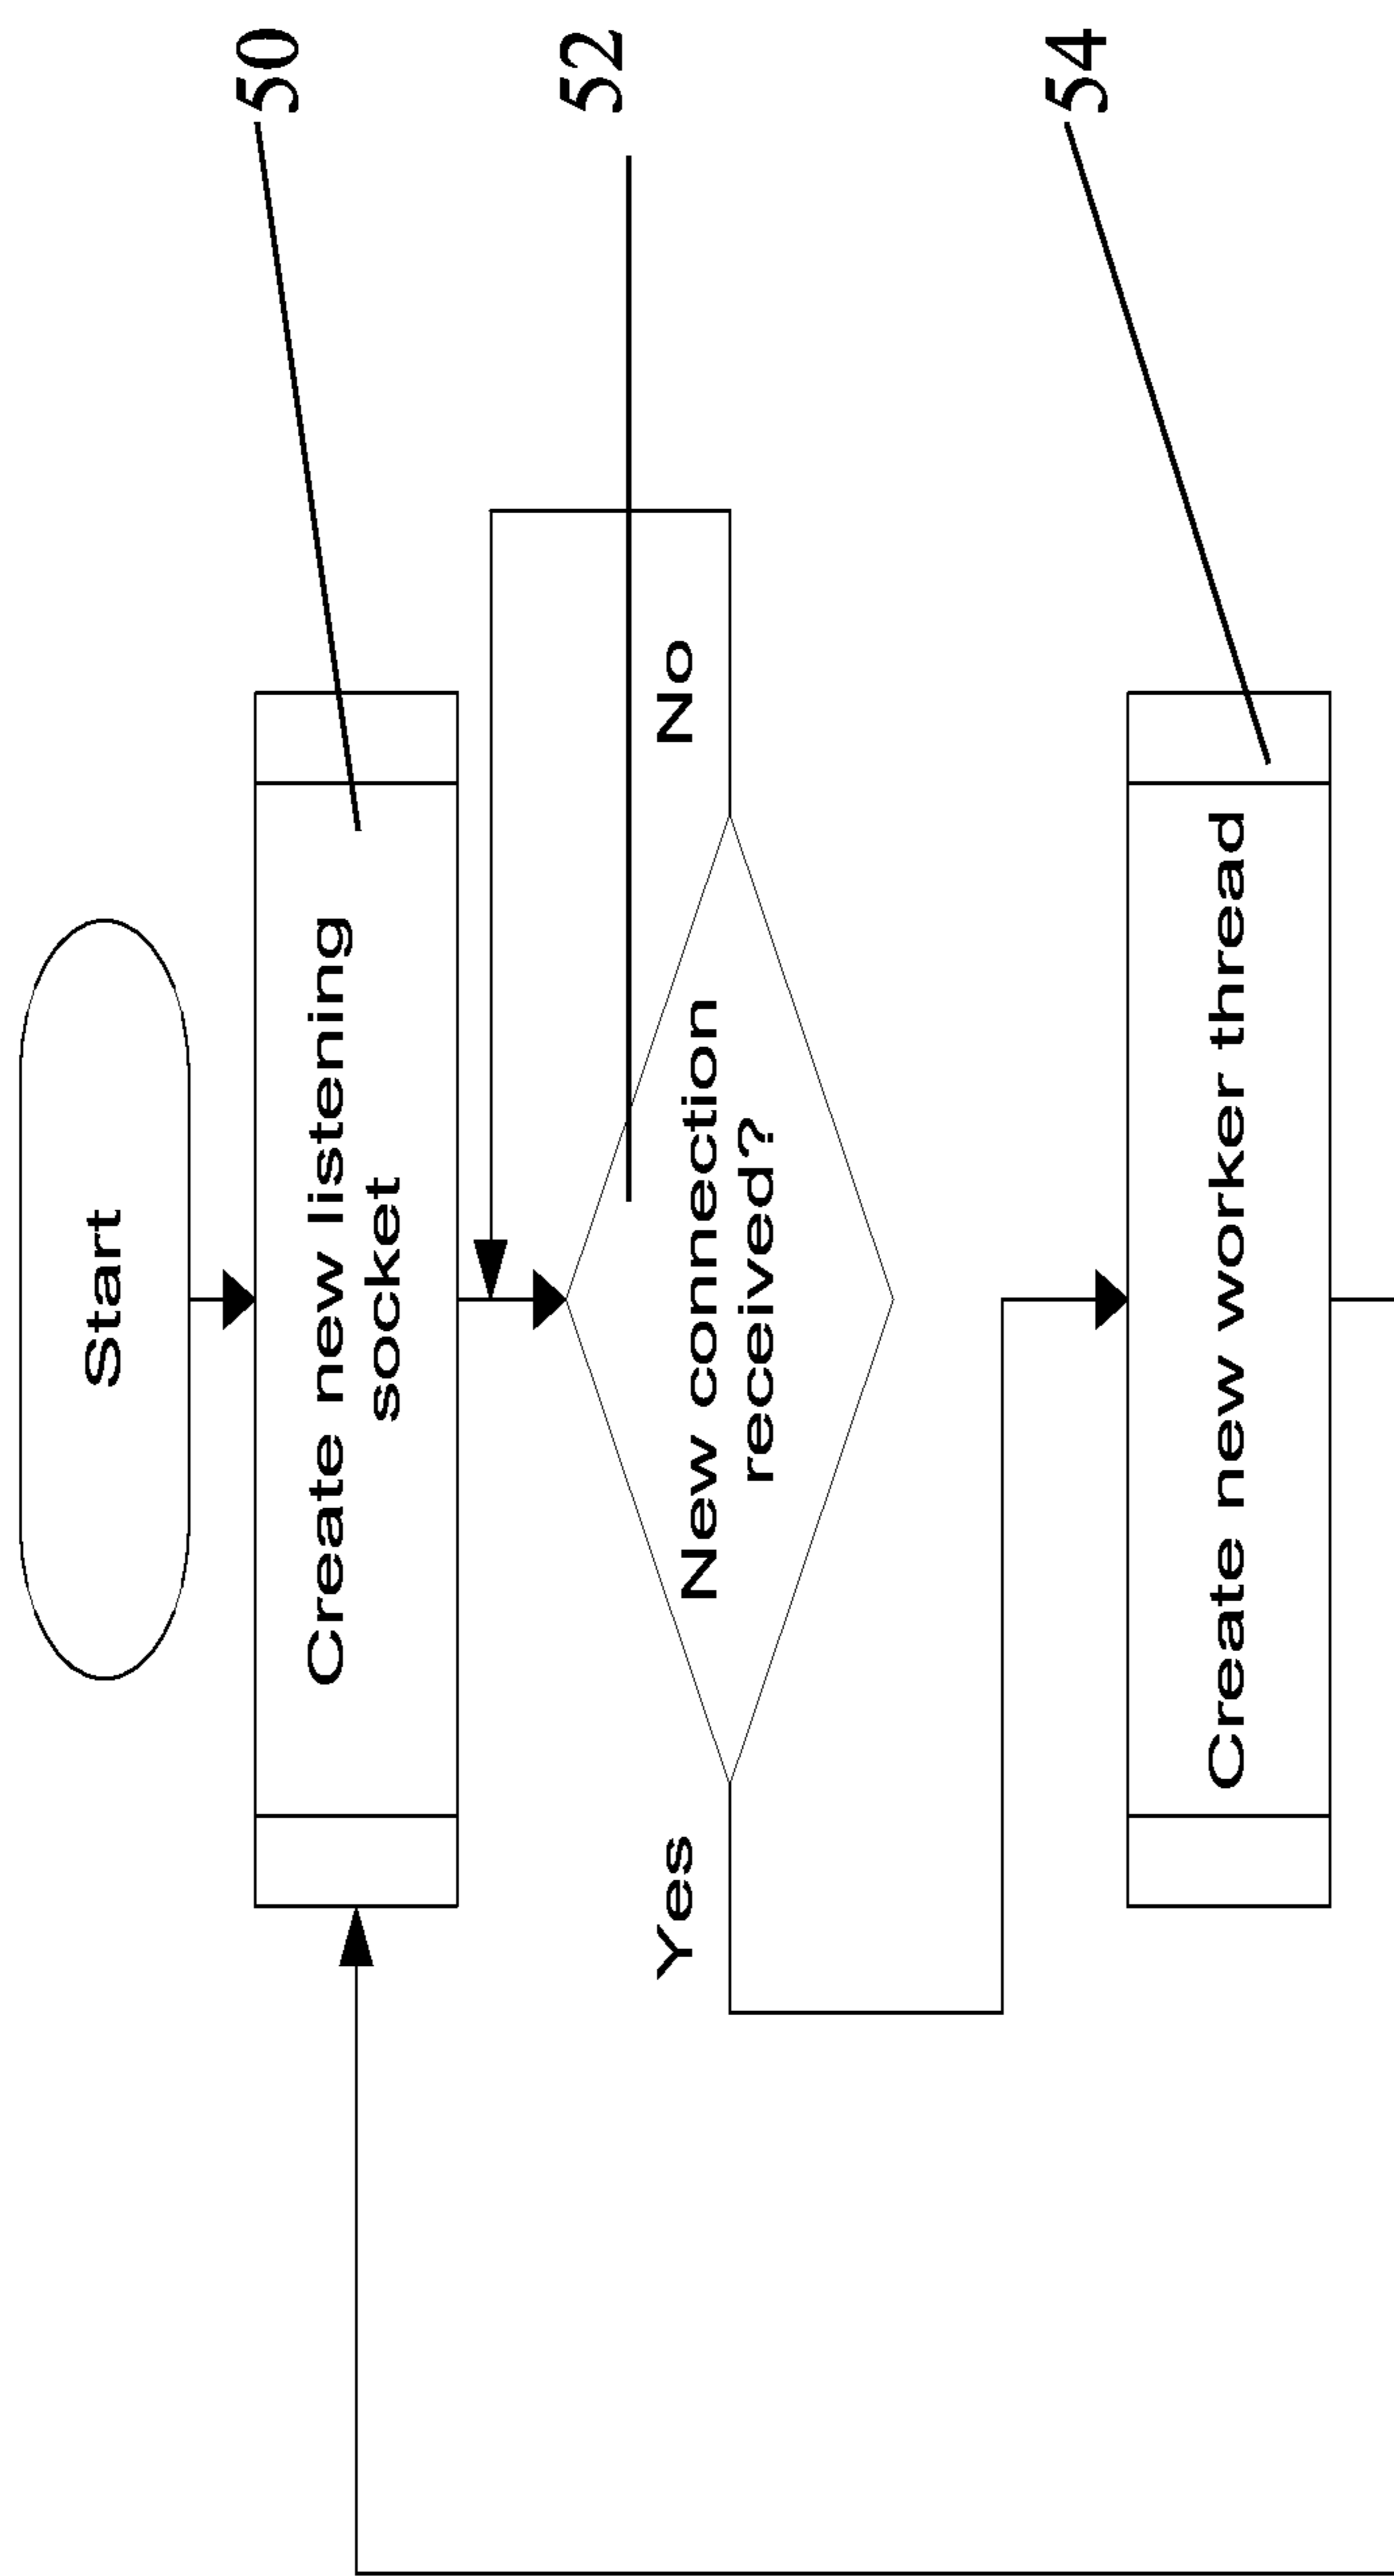 Start
Create new listening
socket
50
New connection
received?
52
No
Yes
Create new worker thread
54